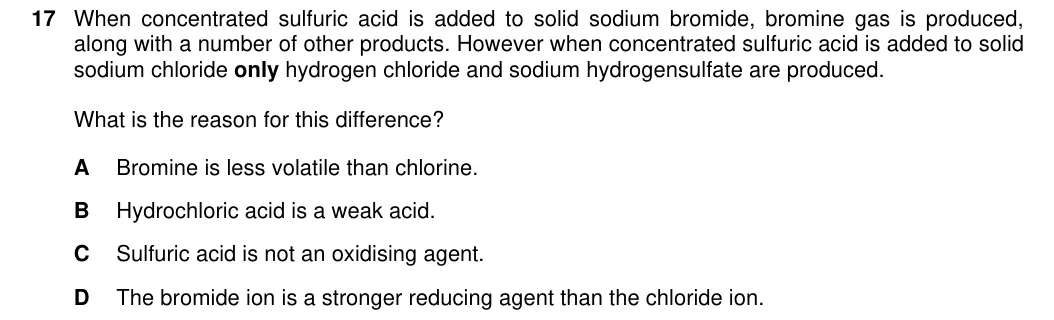 17 When concentrated sulfuric acid is added to solid sodium bromide, bromine gas is produced,
along with a number of other products. However when concentrated sulfuric acid is added to solid
sodium chloride only hydrogen chloride and sodium hydrogensulfate are produced.
What is the reason for this difference?
A Bromine is less volatile than chlorine.
B Hydrochloric acid is a weak acid.
C Sulfuric acid is not an oxidising agent.
D The bromide ion is a stronger reducing agent than the chloride ion.